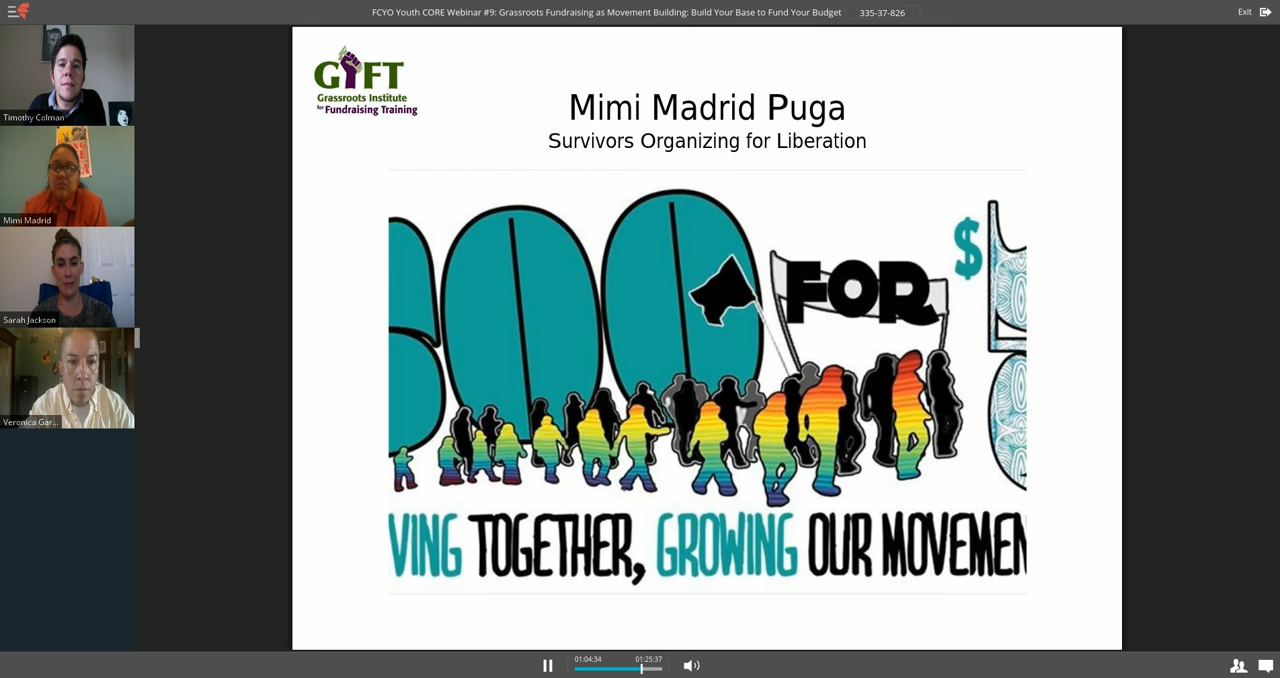 FCYO Youth CORE Webinar #9: Grassroots Fundraising as Movement Building: Build Your Base to Fund Your Budget 335-37-826
Exit
Timothy Colman
Mimi Madrid
Sarah Jackson
Veronica Gar...
GIFT
Grassroots Institute
for Fundraising Training
Mimi Madrid Puga
Survivors Organizing for Liberation
00 FOR $
VING TOGETHER, GROWING OUR MOVEMEN
01:04:34 01:25:37